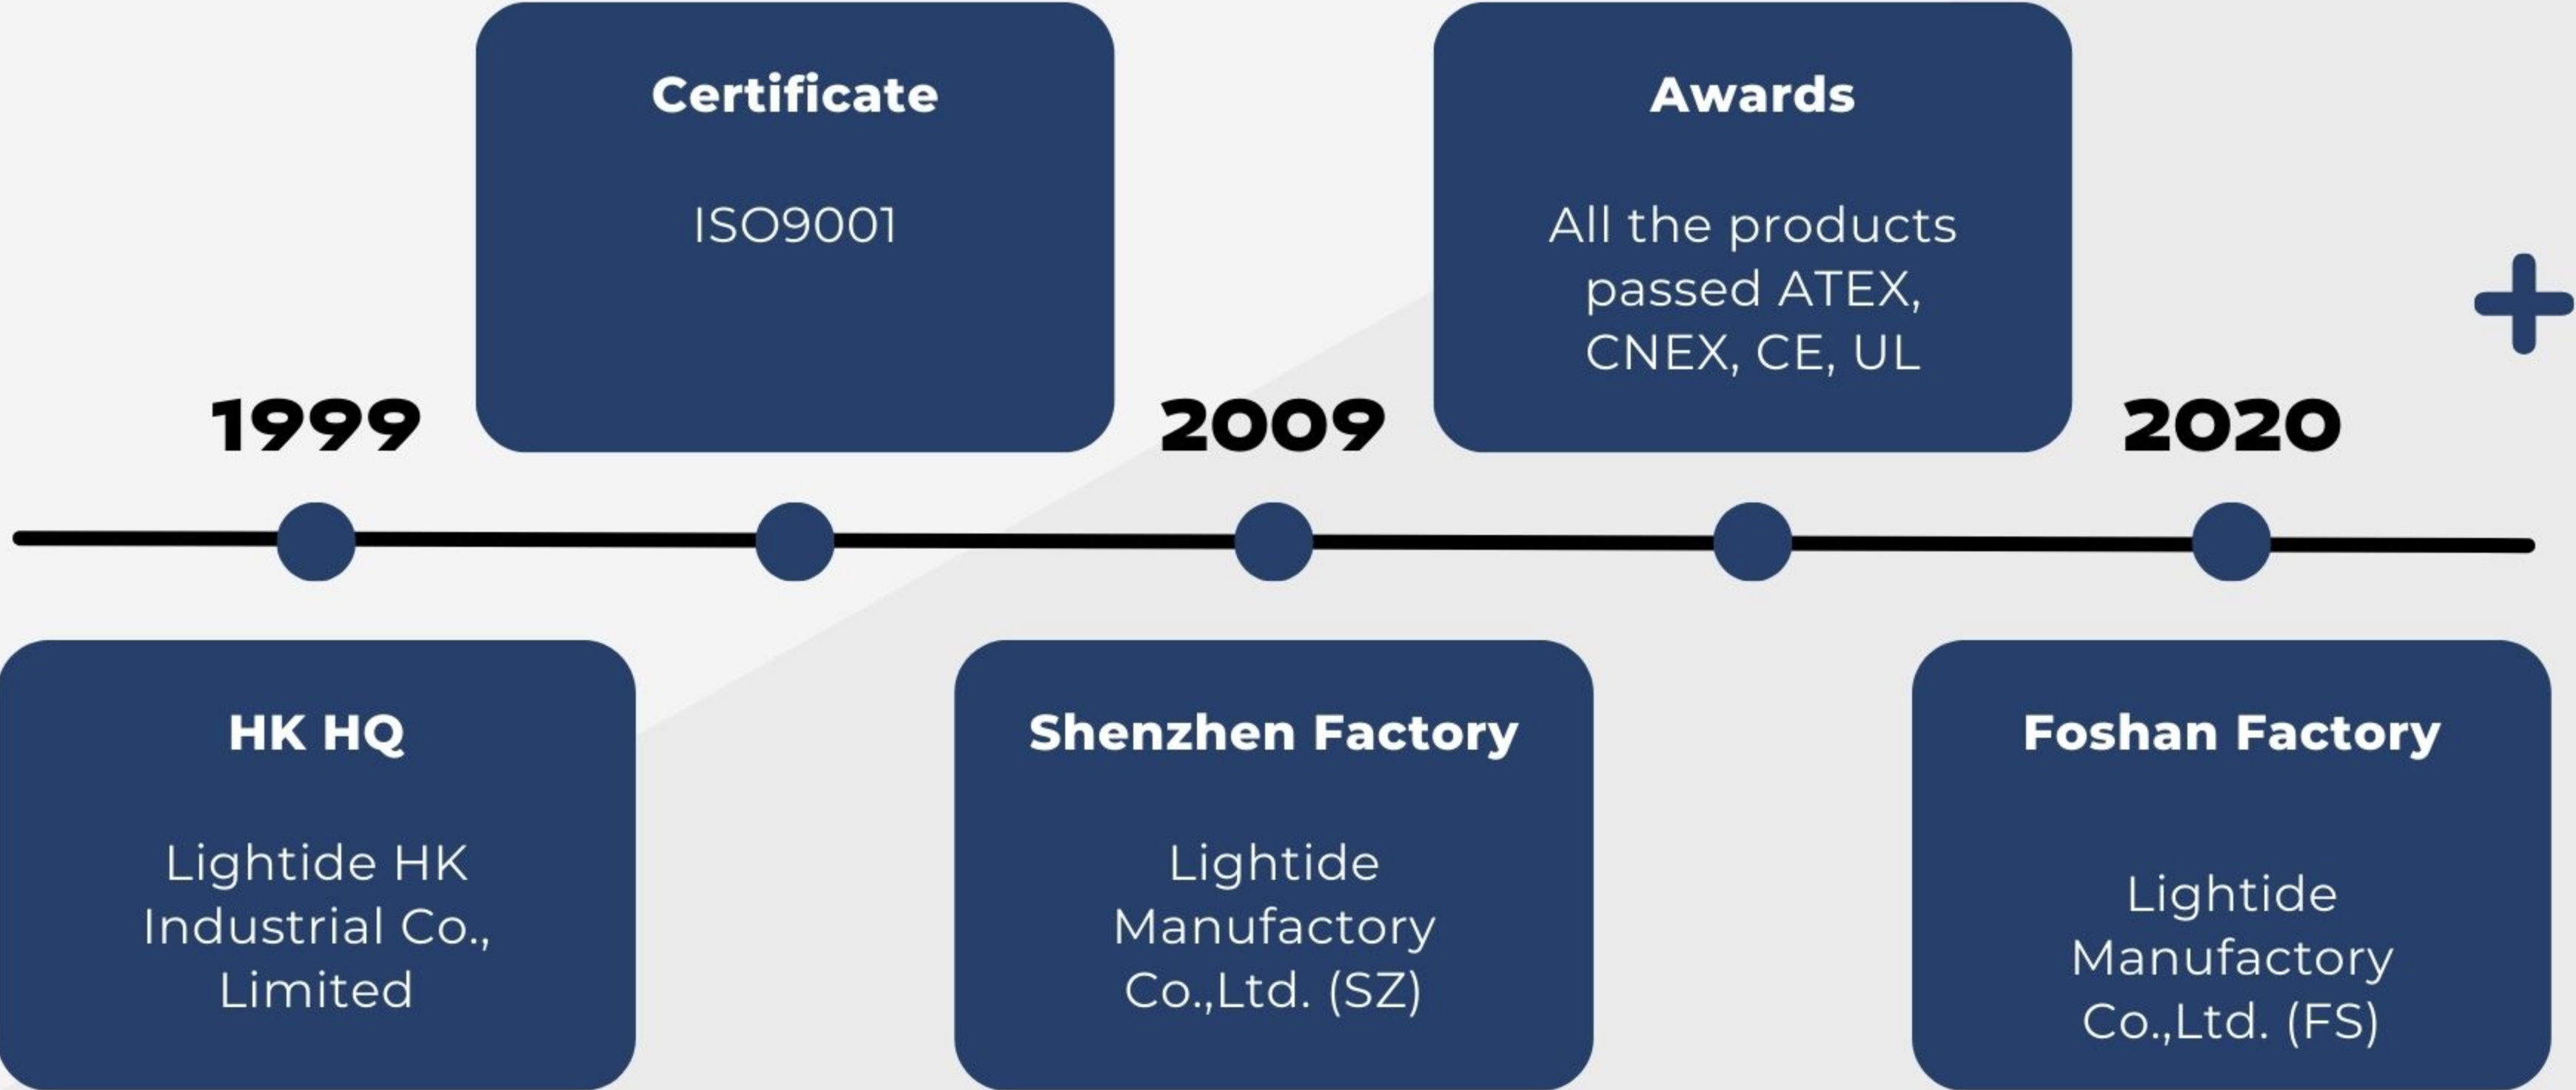 Certificate
ISO9001
Awards
All the products
passed ATEX,
CNEX, CE, UL
1999
2009
2020
HK HQ
Lightide HK
Industrial Co.,
Limited
Shenzhen Factory
Lightide
Manufactory
Co.,Ltd. (SZ)
Foshan Factory
Lightide
Manufactory
Co.,Ltd. (FS)